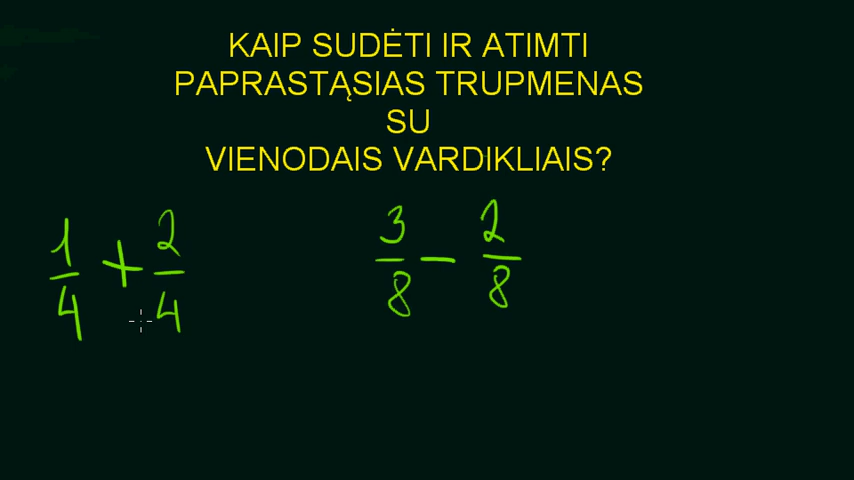 KAIP SUDĖTI IR ATIMTI
PAPRASTĄSIAS TRUPMENAS
SU
VIENODAIS VARDIKLIAIS?
1/4 + 2/4
3/8 - 2/8